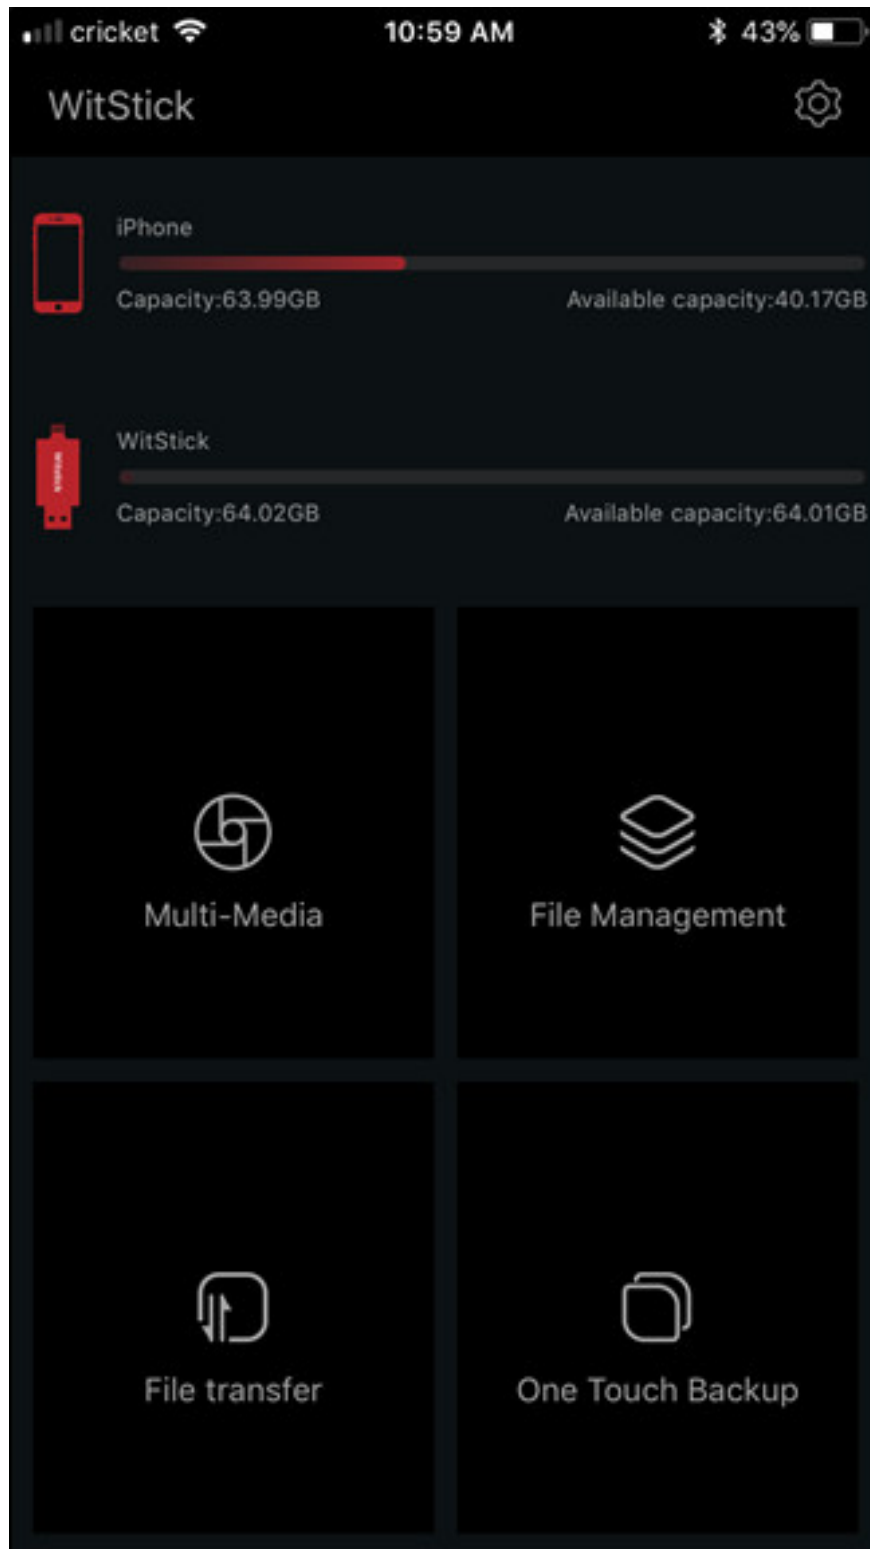 cricket 10:59 AM 43%
WitStick
iPhone
Capacity:63.99GB Available capacity:40.17GB
WitStick
Capacity:64.02GB Available capacity:64.01GB
Multi-Media File Management
File transfer One Touch Backup